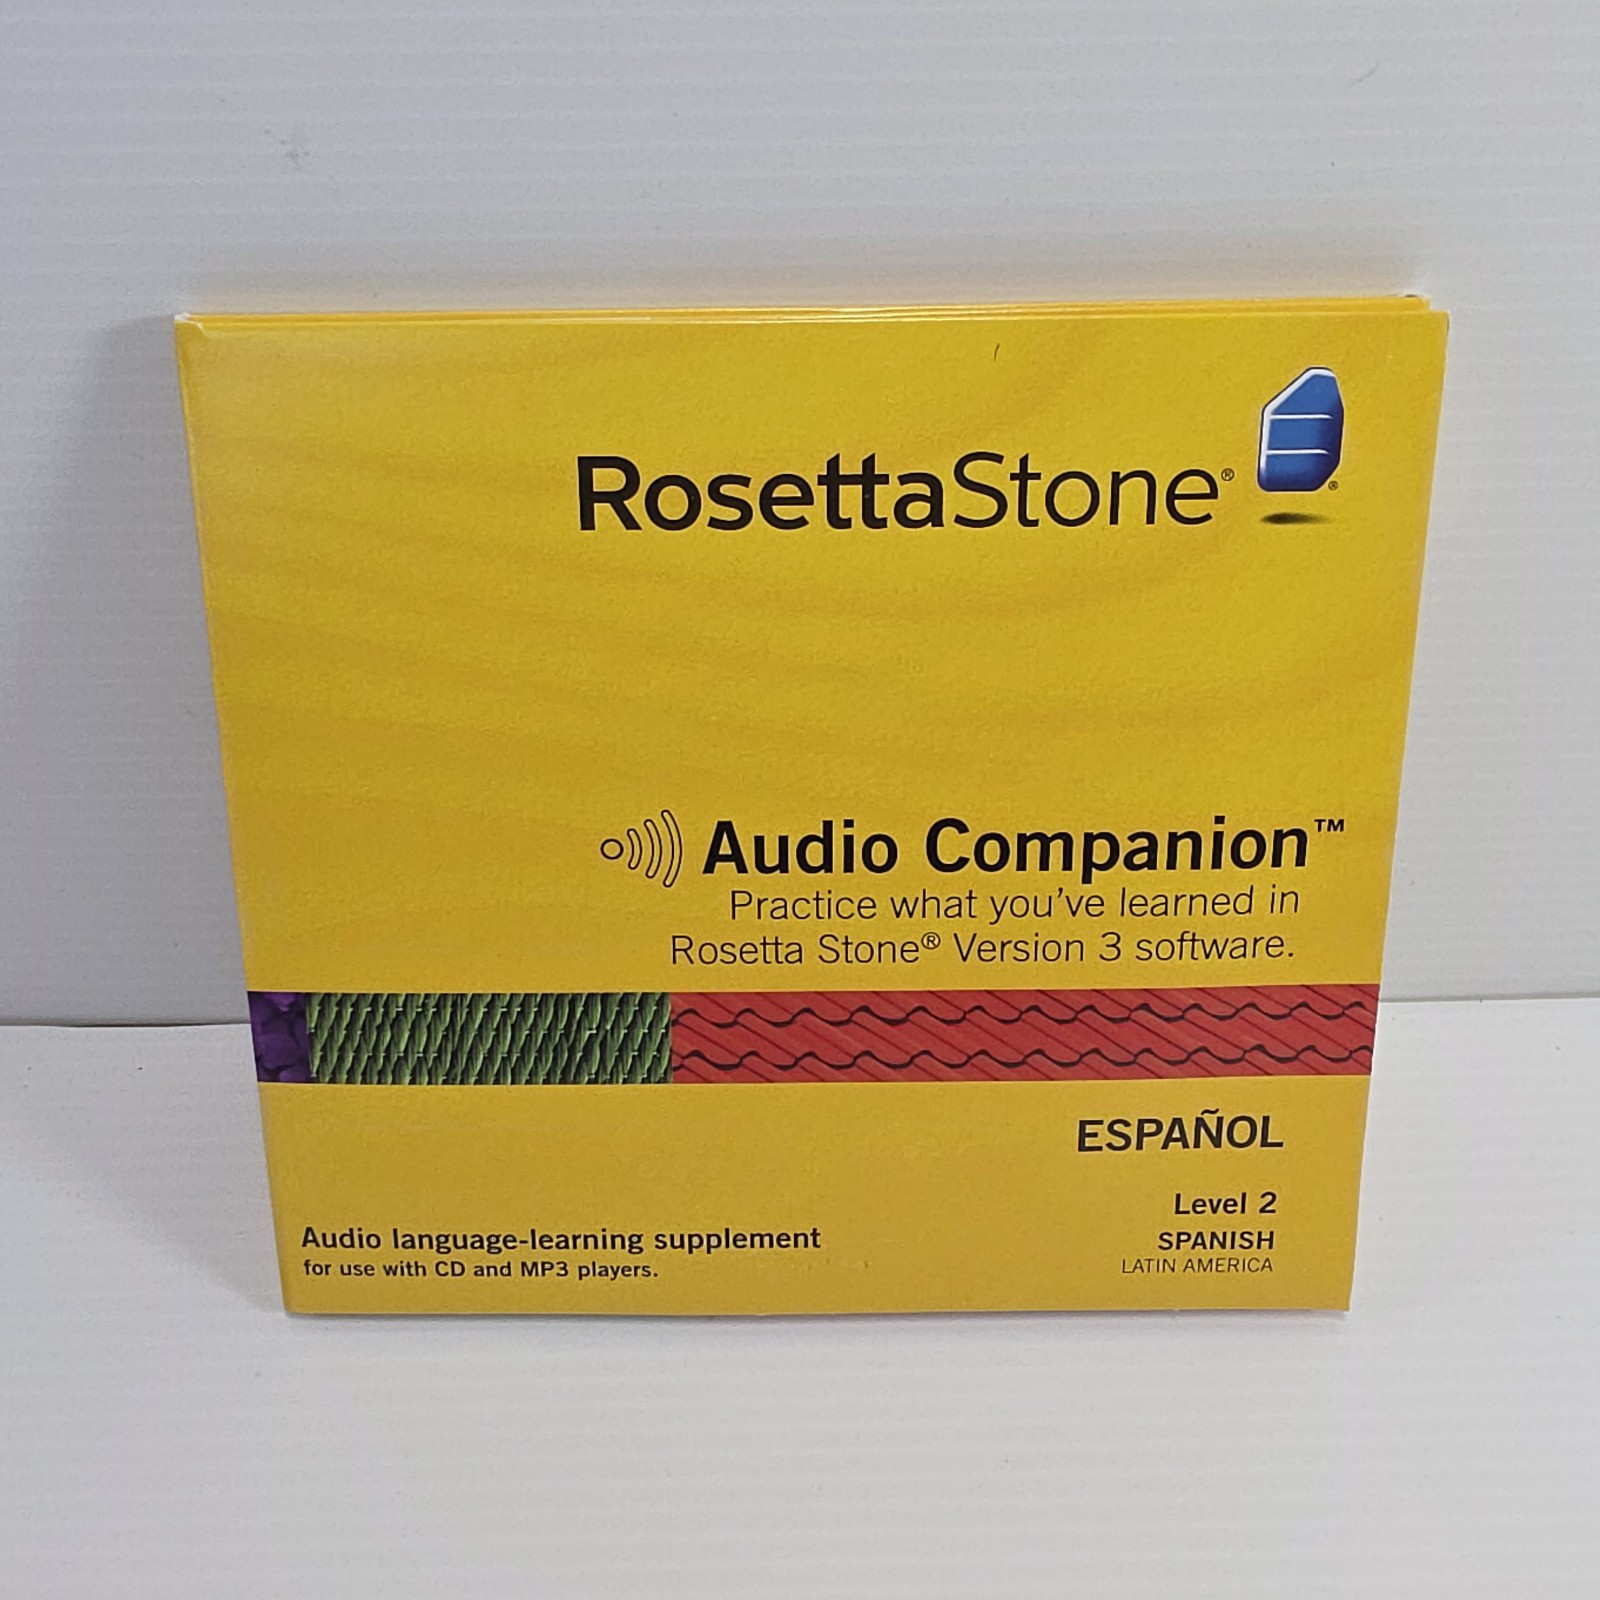 RosettaStone®
®
Audio Companion™
Practice what you've learned in
Rosetta Stone® Version 3 software.
ESPAÑOL
Level 2
SPANISH
LATIN AMERICA
Audio language-learning supplement
for use with CD and MP3 players.